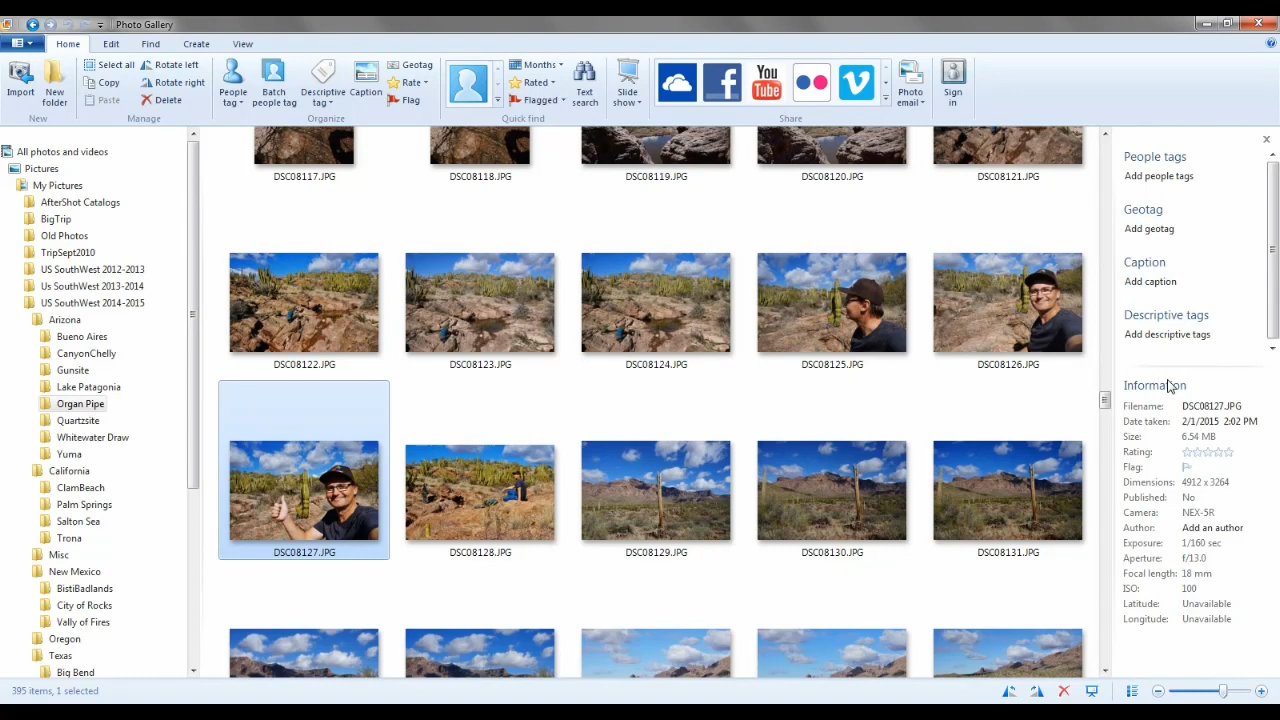 Photo Gallery
Home Edit Find Create View
Import
New folder
New
Select all
Copy
Paste
Rotate left
Rotate right
Delete
Manage
People tag
Batch people tag
Descriptive tag
Caption
Geotag
Rate
Flag
Organize
Months
Rated
Flagged
Text search
Quick find
Slide show
You Tube
Share
Photo email
Sign in
All photos and videos
Pictures
My Pictures
AfterShot Catalogs
BigTrip
Old Photos
TripSept2010
US SouthWest 2012-2013
Us SouthWest 2013-2014
US SouthWest 2014-2015
Arizona
Bueno Aires
CanyonChelly
Gunsite
Lake Patagonia
Organ Pipe
Quartzsite
Whitewater Draw
Yuma
California
ClamBeach
Palm Springs
Salton Sea
Trona
Misc
New Mexico
BistiBadlands
City of Rocks
Vally of Fires
Oregon
Texas
Big Bend
DSC08117.JPG DSC08118.JPG DSC08119.JPG DSC08120.JPG DSC08121.JPG
DSC08122.JPG DSC08123.JPG DSC08124.JPG DSC08125.JPG DSC08126.JPG
DSC08127.JPG DSC08128.JPG DSC08129.JPG DSC08130.JPG DSC08131.JPG
People tags
Add people tags
Geotag
Add geotag
Caption
Add caption
Descriptive tags
Add descriptive tags
Information
Filename: DSC08127.JPG
Date taken: 2/1/2015 2:02 PM
Size: 6.54 MB
Rating:
Flag:
Dimensions: 4912 x 3264
Published: No
Camera: NEX-5R
Author: Add an author
Exposure: 1/160 sec
Aperture: f/13.0
Focal length: 18 mm
ISO: 100
Latitude: Unavailable
Longitude: Unavailable
395 items, 1 selected